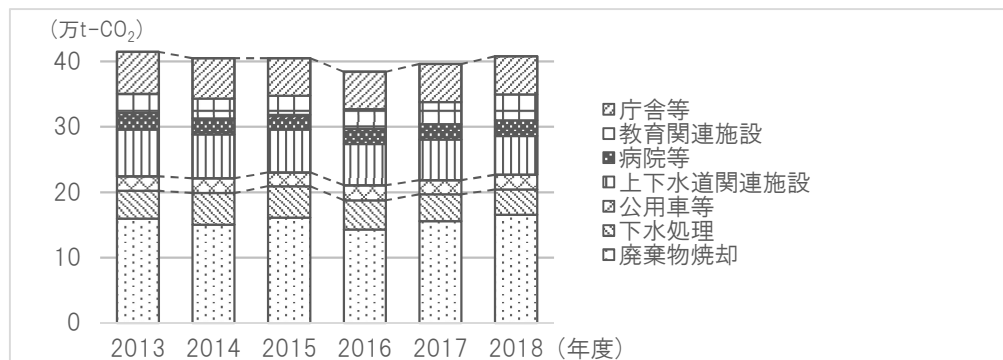 (万t-CO₂)
40
30
20
10
0
2013 2014 2015 2016 2017 2018 (年度)
庁舎等
教育関連施設
病院等
上下水道関連施設
公用車等
下水処理
廃棄物焼却